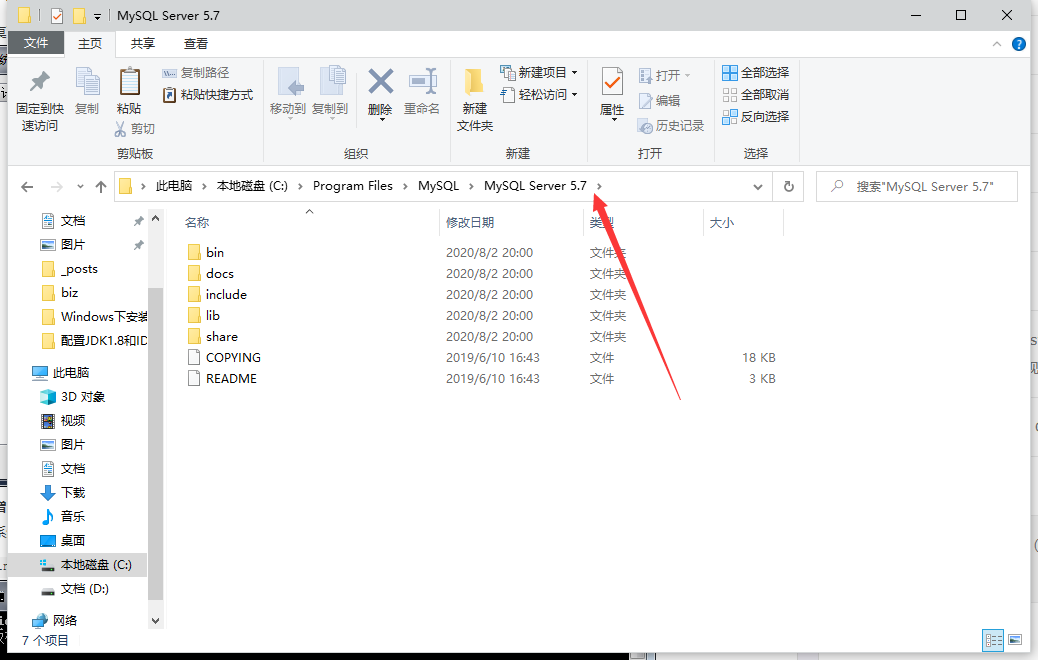 MySQL Server 5.7
文件 主页 共享 查看
固定到快速访问
复制
粘贴
复制路径
粘贴快捷方式
剪切
剪贴板
移动到
复制到
删除
重命名
组织
新建
文件夹
新建项目
轻松访问
新建
属性
打开
编辑
历史记录
打开
全部选择
全部取消
反向选择
选择
此电脑 > 本地磁盘 (C:) > Program Files > MySQL > MySQL Server 5.7 >
搜索"MySQL Server 5.7"
文档
图片
_posts
biz
Windows下安装
配置JDK1.8和ID
此电脑
3D 对象
视频
图片
文档
下载
音乐
桌面
本地磁盘 (C:)
文档 (D:)
网络
名称 修改日期 类型 大小
bin 2020/8/2 20:00 文件夹
docs 2020/8/2 20:00 文件夹
include 2020/8/2 20:00 文件夹
lib 2020/8/2 20:00 文件夹
share 2020/8/2 20:00 文件夹
COPYING 2019/6/10 16:43 文件 18 KB
README 2019/6/10 16:43 文件 3 KB
7 个项目